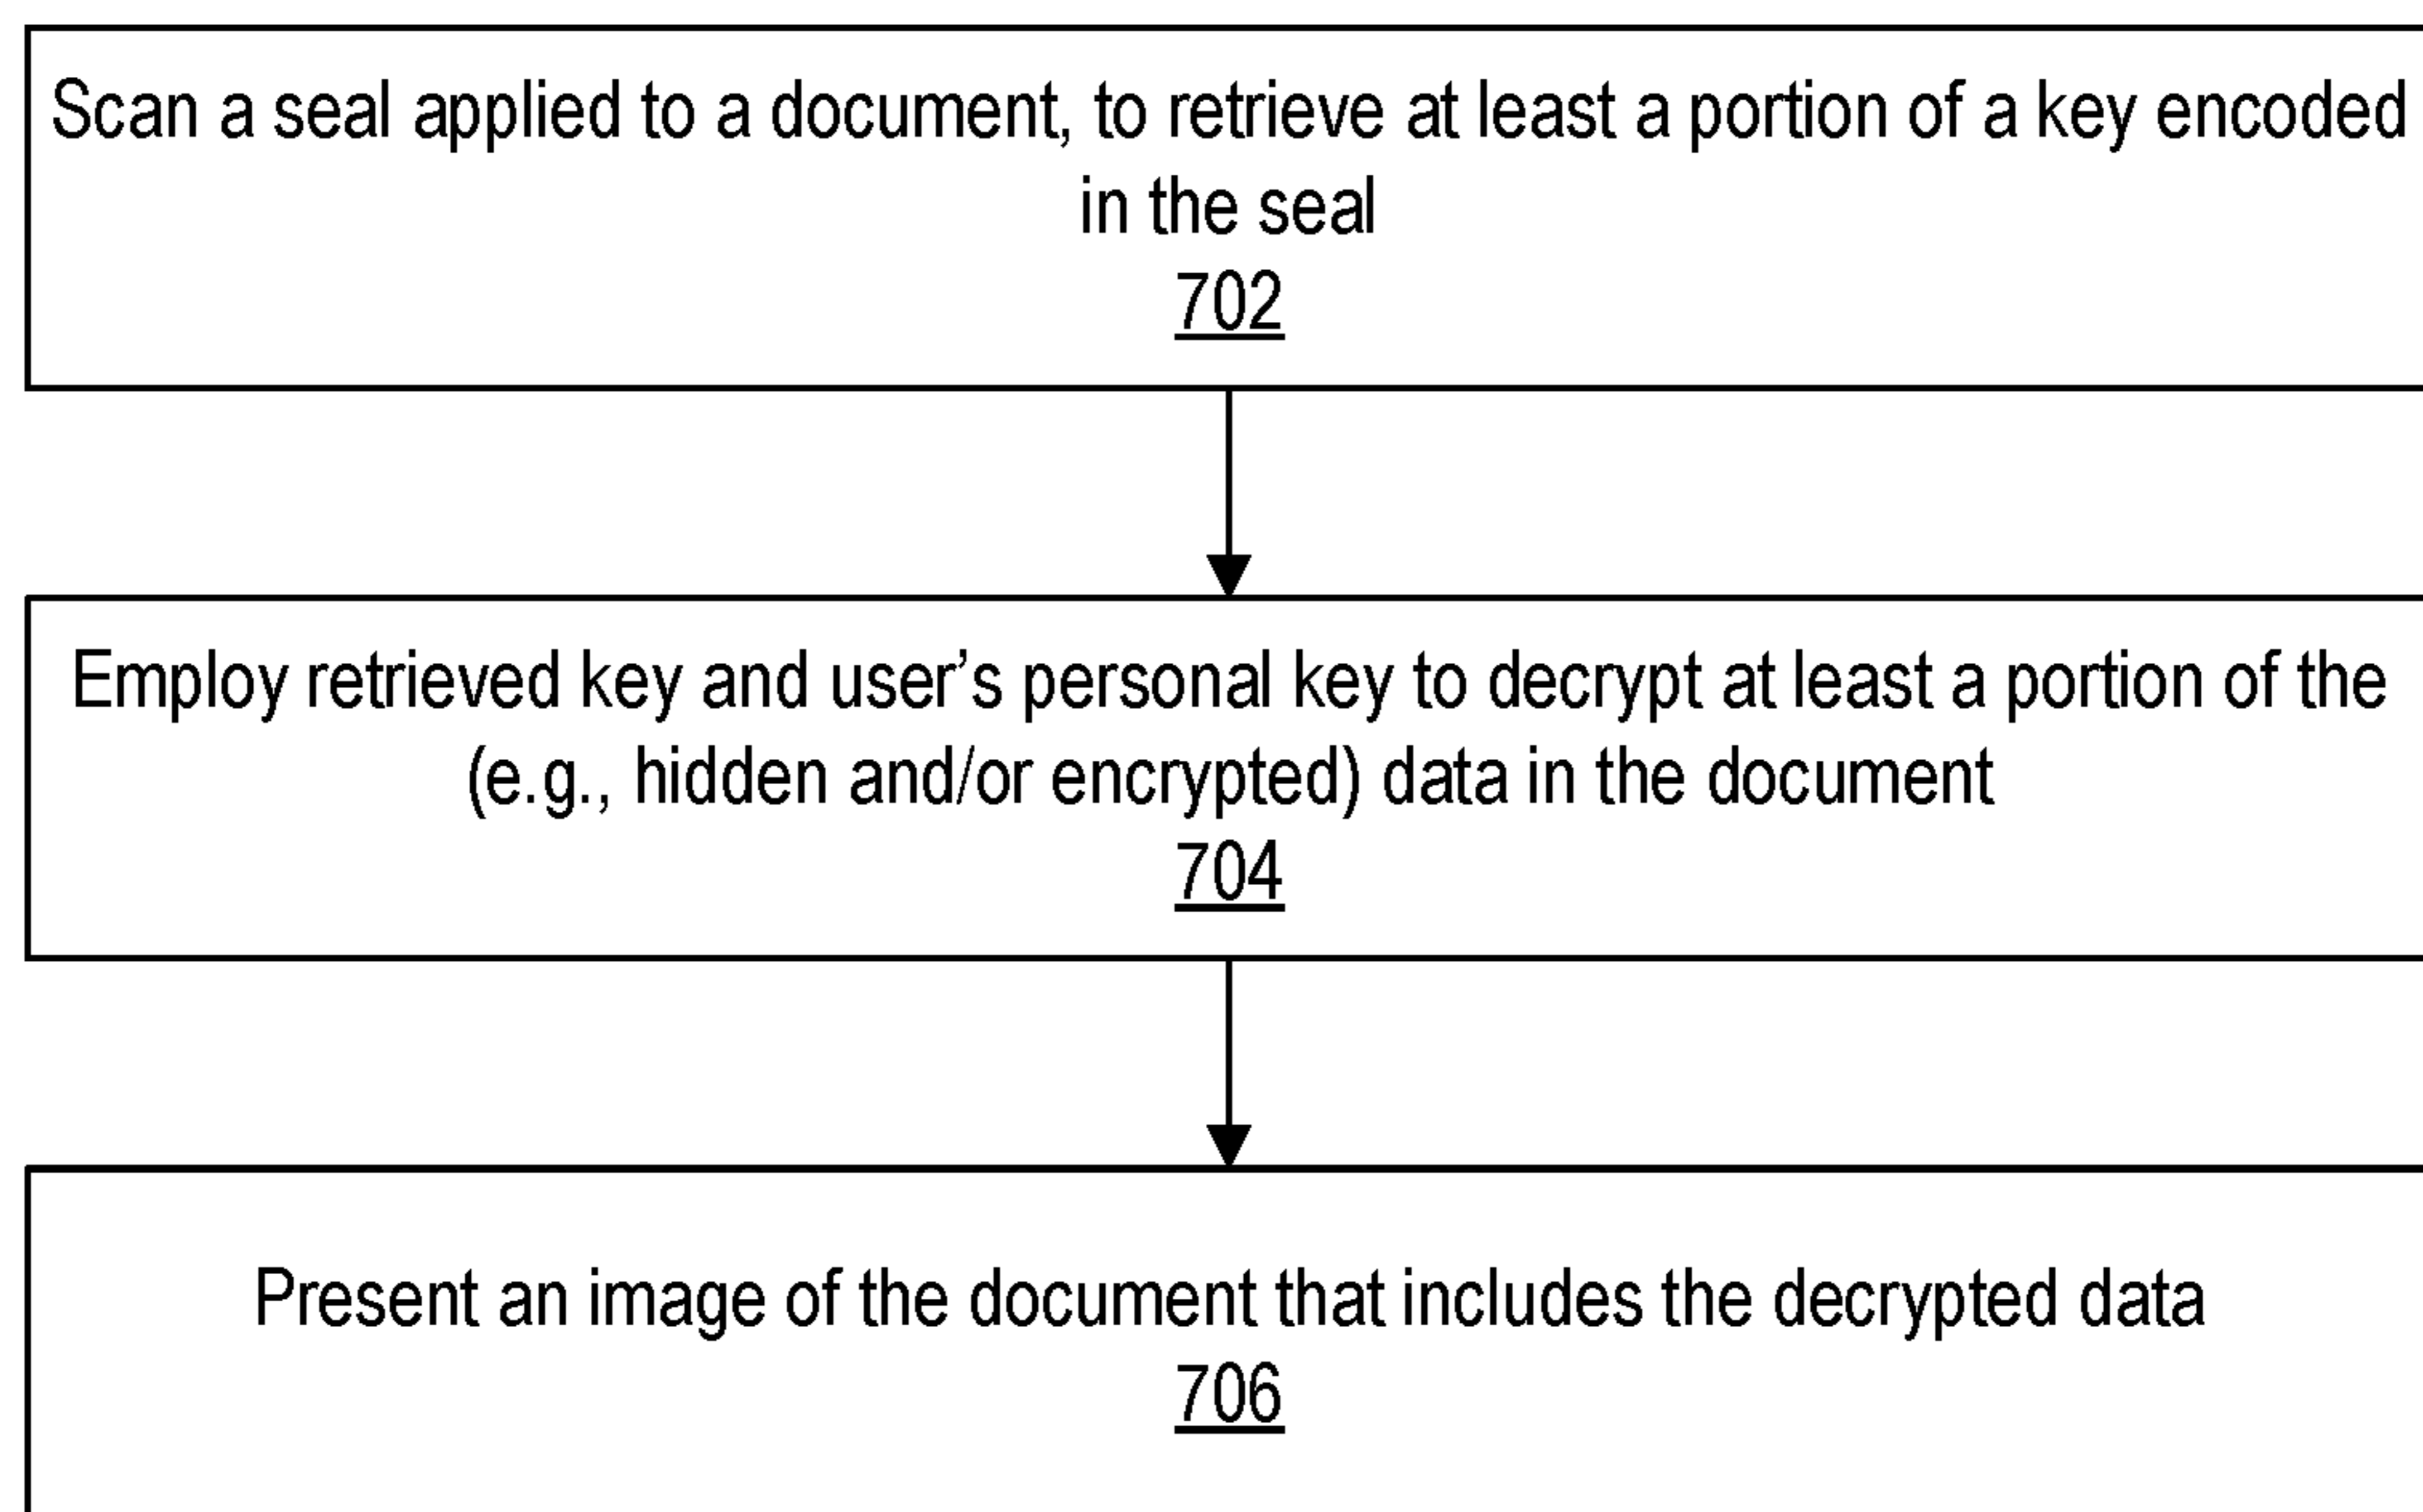 Scan a seal applied to a document, to retrieve at least a portion of a key encoded
in the seal
702
Employ retrieved key and user’s personal key to decrypt at least a portion of the
(e.g., hidden and/or encrypted) data in the document
704
Present an image of the document that includes the decrypted data
706